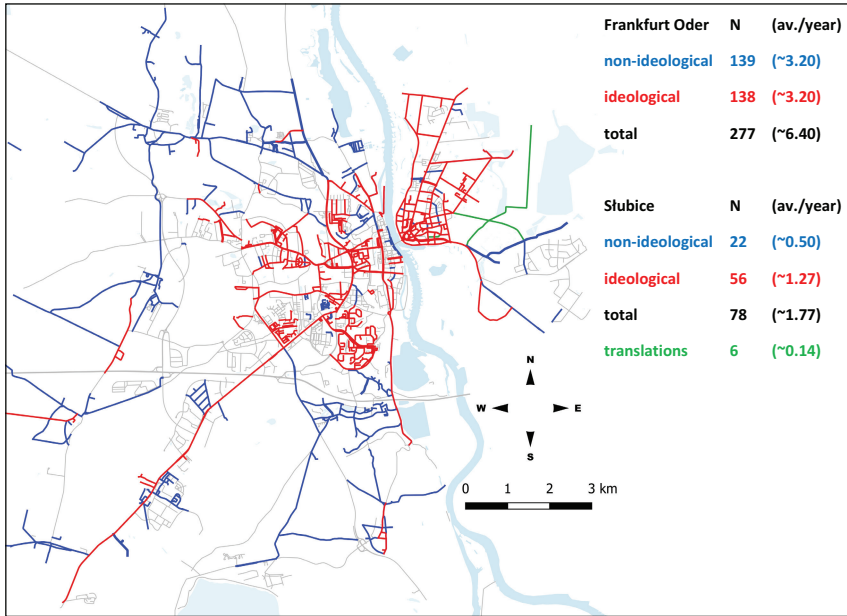 Frankfurt Oder N (av./year)
non-ideological 139 (~3.20)
ideological 138 (~3.20)
total 277 (~6.40)
Słubice N (av./year)
non-ideological 22 (~0.50)
ideological 56 (~1.27)
total 78 (~1.77)
translations 6 (~0.14)
N
W E
S
0 1 2 3 km